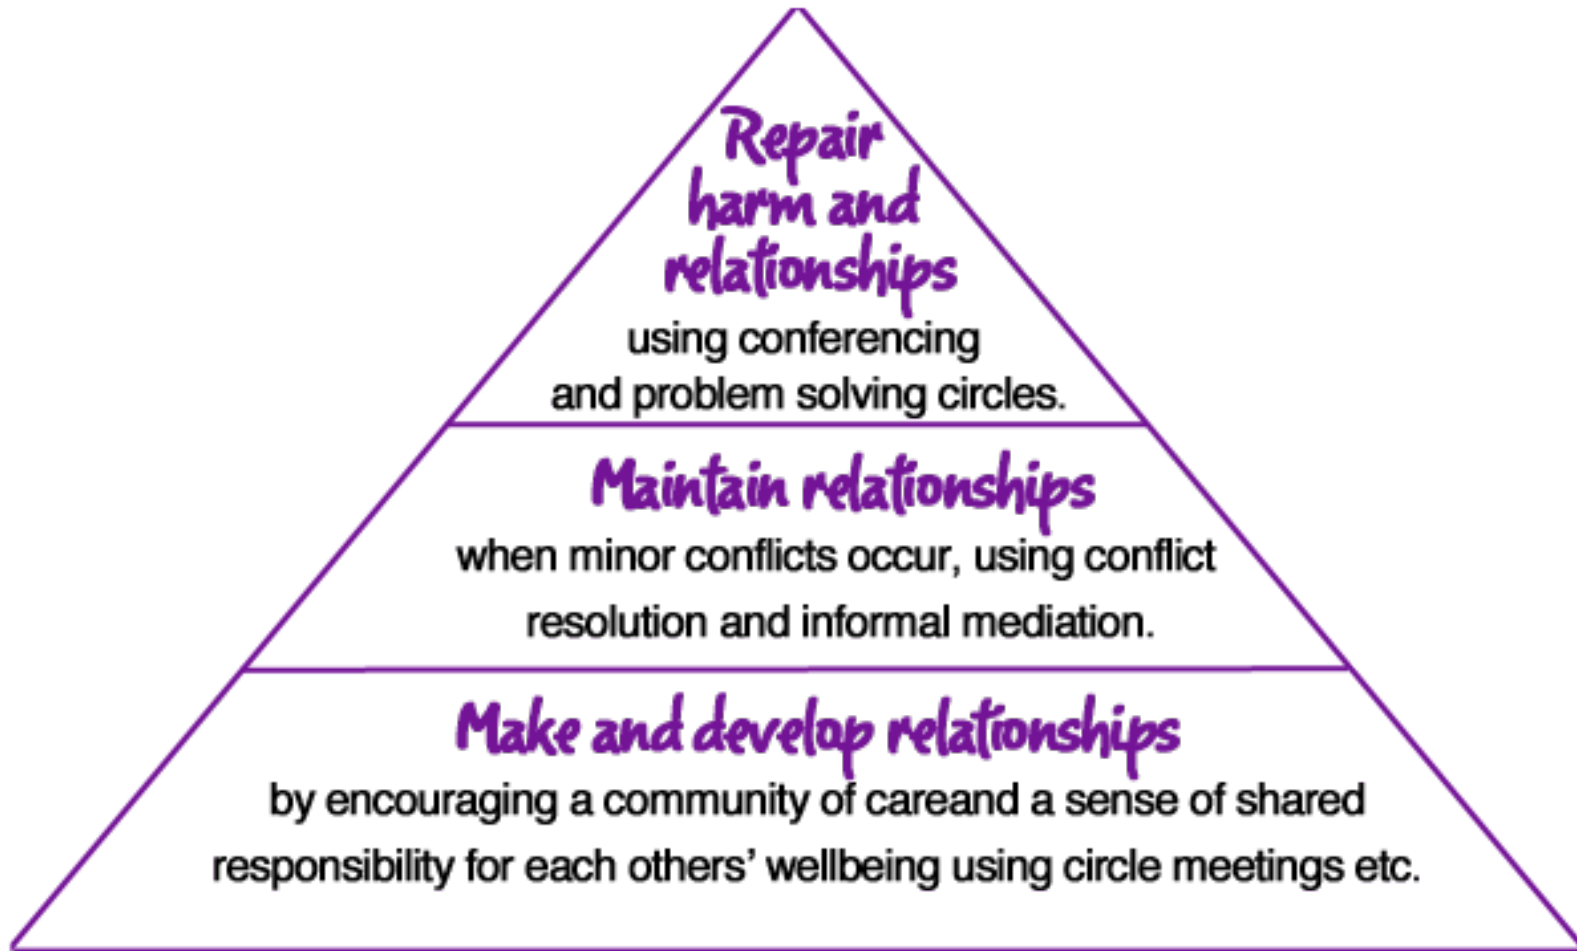 Repair
harm and
relationships
using conferencing
and problem solving circles.
Maintain relationships
when minor conflicts occur, using conflict
resolution and informal mediation.
Make and develop relationships
by encouraging a community of careand a sense of shared
responsibility for each others’ wellbeing using circle meetings etc.